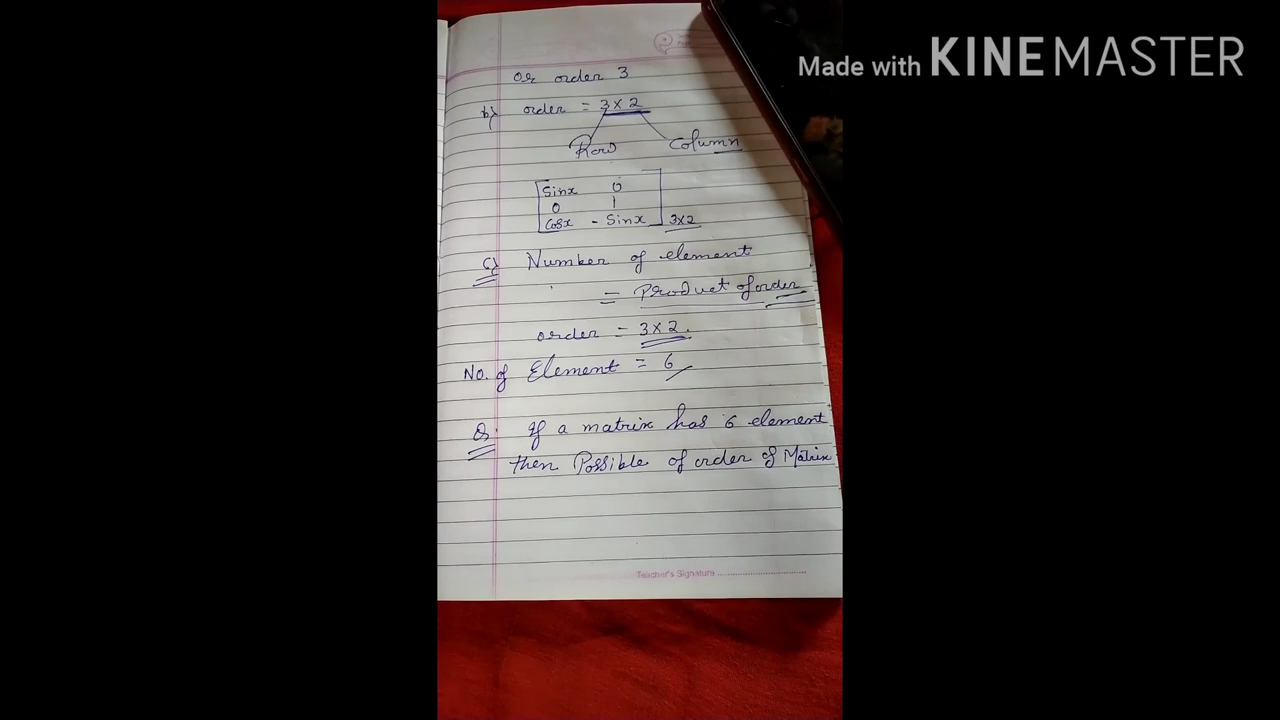 Made with KINEMASTER
or order 3
b) order = 3 × 2
Row Column
Sinx 0
0 1
Cosx - Sinx 3×2
c) Number of element
= Product of order
order = 3×2.
No. of Element = 6
Q. If a matrix has 6 element
then Possible of order of Matrix
Teacher's Signature